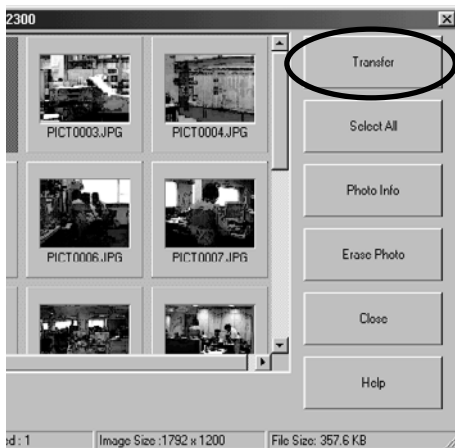 2300
Transfer
PICT0003.JPG PICT0004.JPG
Select All
Photo Info
PICT0006.JPG PICT0007.JPG
Erase Photo
Close
Help
ed : 1 Image Size :1792 x 1200 File Size: 357.6 KB